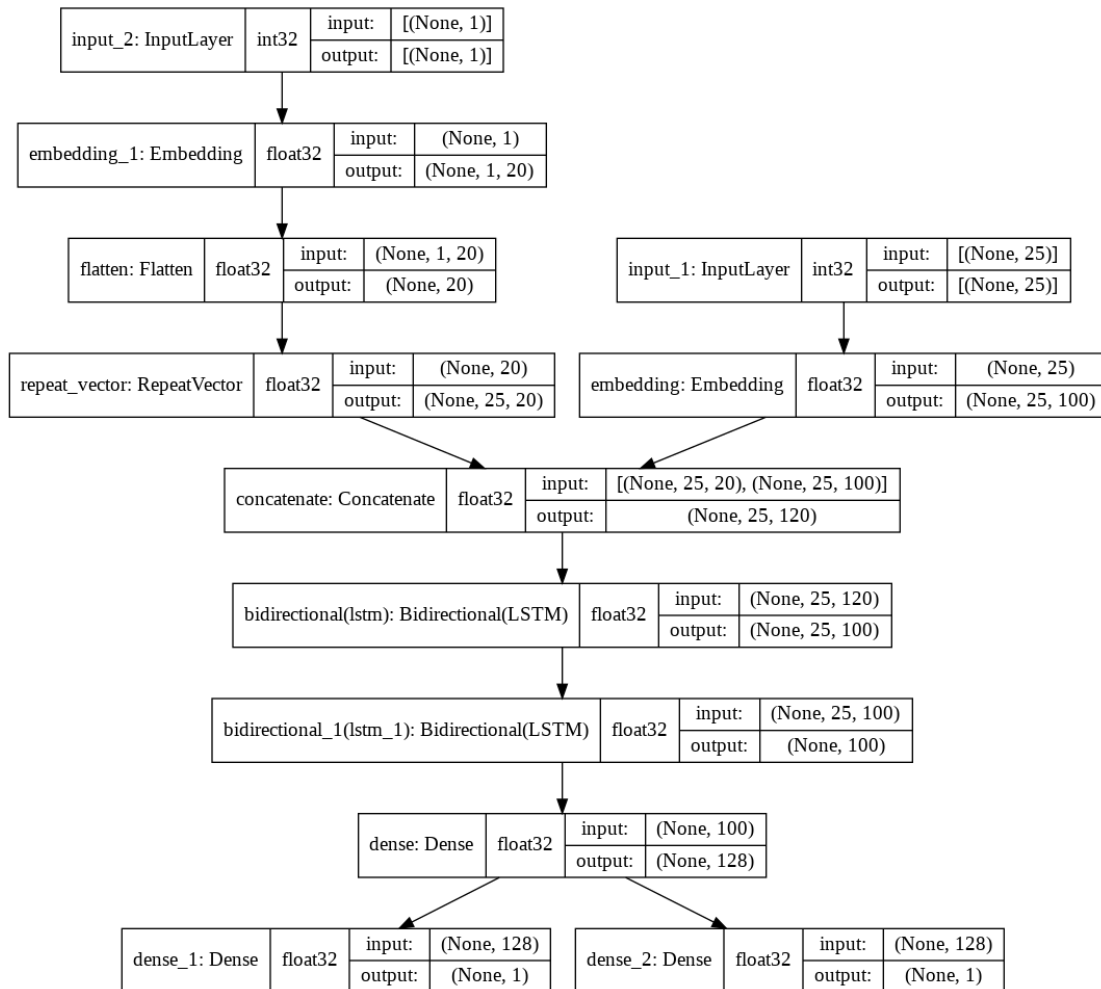 input_2: InputLayer int32 input: [(None, 1)]
output: [(None, 1)]
embedding_1: Embedding float32 input: (None, 1)
output: (None, 1, 20)
flatten: Flatten float32 input: (None, 1, 20)
output: (None, 20)
input_1: InputLayer int32 input: [(None, 25)]
output: [(None, 25)]
repeat_vector: RepeatVector float32 input: (None, 20)
output: (None, 25, 20)
embedding: Embedding float32 input: (None, 25)
output: (None, 25, 100)
concatenate: Concatenate float32 input: [(None, 25, 20), (None, 25, 100)]
output: (None, 25, 120)
bidirectional(lstm): Bidirectional(LSTM) float32 input: (None, 25, 120)
output: (None, 25, 100)
bidirectional_1(lstm_1): Bidirectional(LSTM) float32 input: (None, 25, 100)
output: (None, 100)
dense: Dense float32 input: (None, 100)
output: (None, 128)
dense_1: Dense float32 input: (None, 128)
output: (None, 1)
dense_2: Dense float32 input: (None, 128)
output: (None, 1)